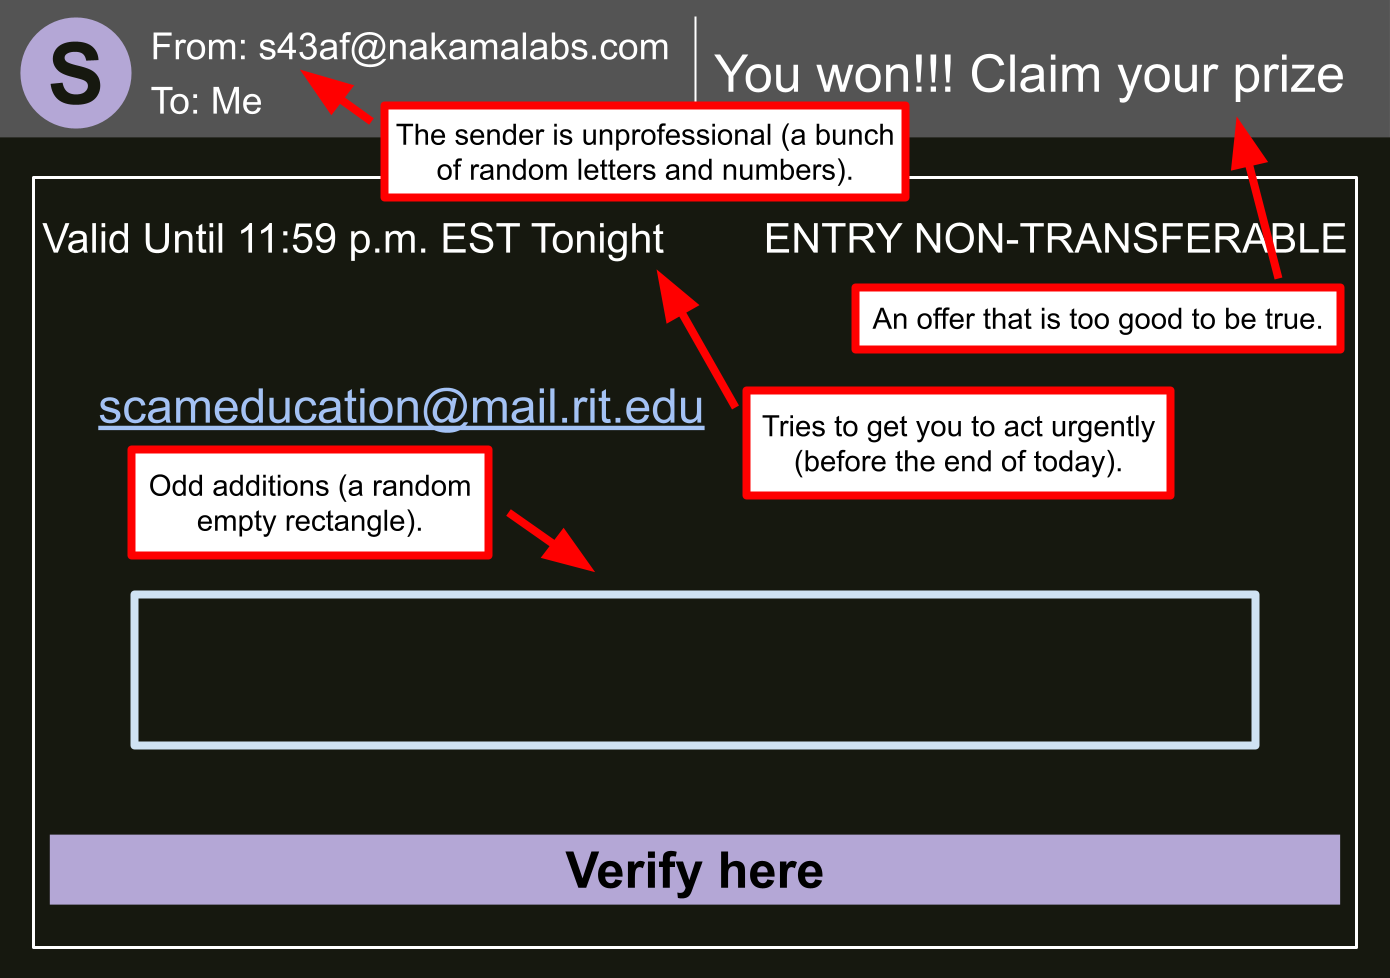 S
From: s43af@nakamalabs.com
To: Me
You won!!! Claim your prize
The sender is unprofessional (a bunch
of random letters and numbers).
Valid Until 11:59 p.m. EST Tonight
ENTRY NON-TRANSFERABLE
An offer that is too good to be true.
scameducation@mail.rit.edu
Tries to get you to act urgently
(before the end of today).
Odd additions (a random
empty rectangle).
Verify here